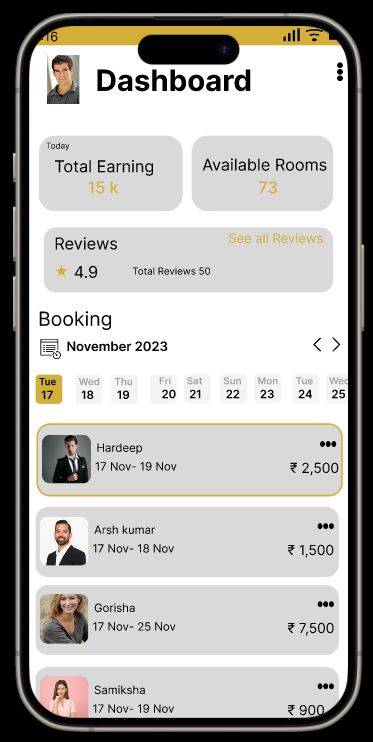 :16
Dashboard
Today
Total Earning
15 k
Available Rooms
73
Reviews
See all Reviews
★ 4.9
Total Reviews 50
Booking
November 2023
Tue Wed Thu Fri Sat Sun Mon Tue Wed
17 18 19 20 21 22 23 24 25
Hardeep
17 Nov- 19 Nov
₹ 2,500
Arsh kumar
17 Nov- 18 Nov
₹ 1,500
Gorisha
17 Nov- 25 Nov
₹ 7,500
Samiksha
17 Nov- 19 Nov
₹ 900